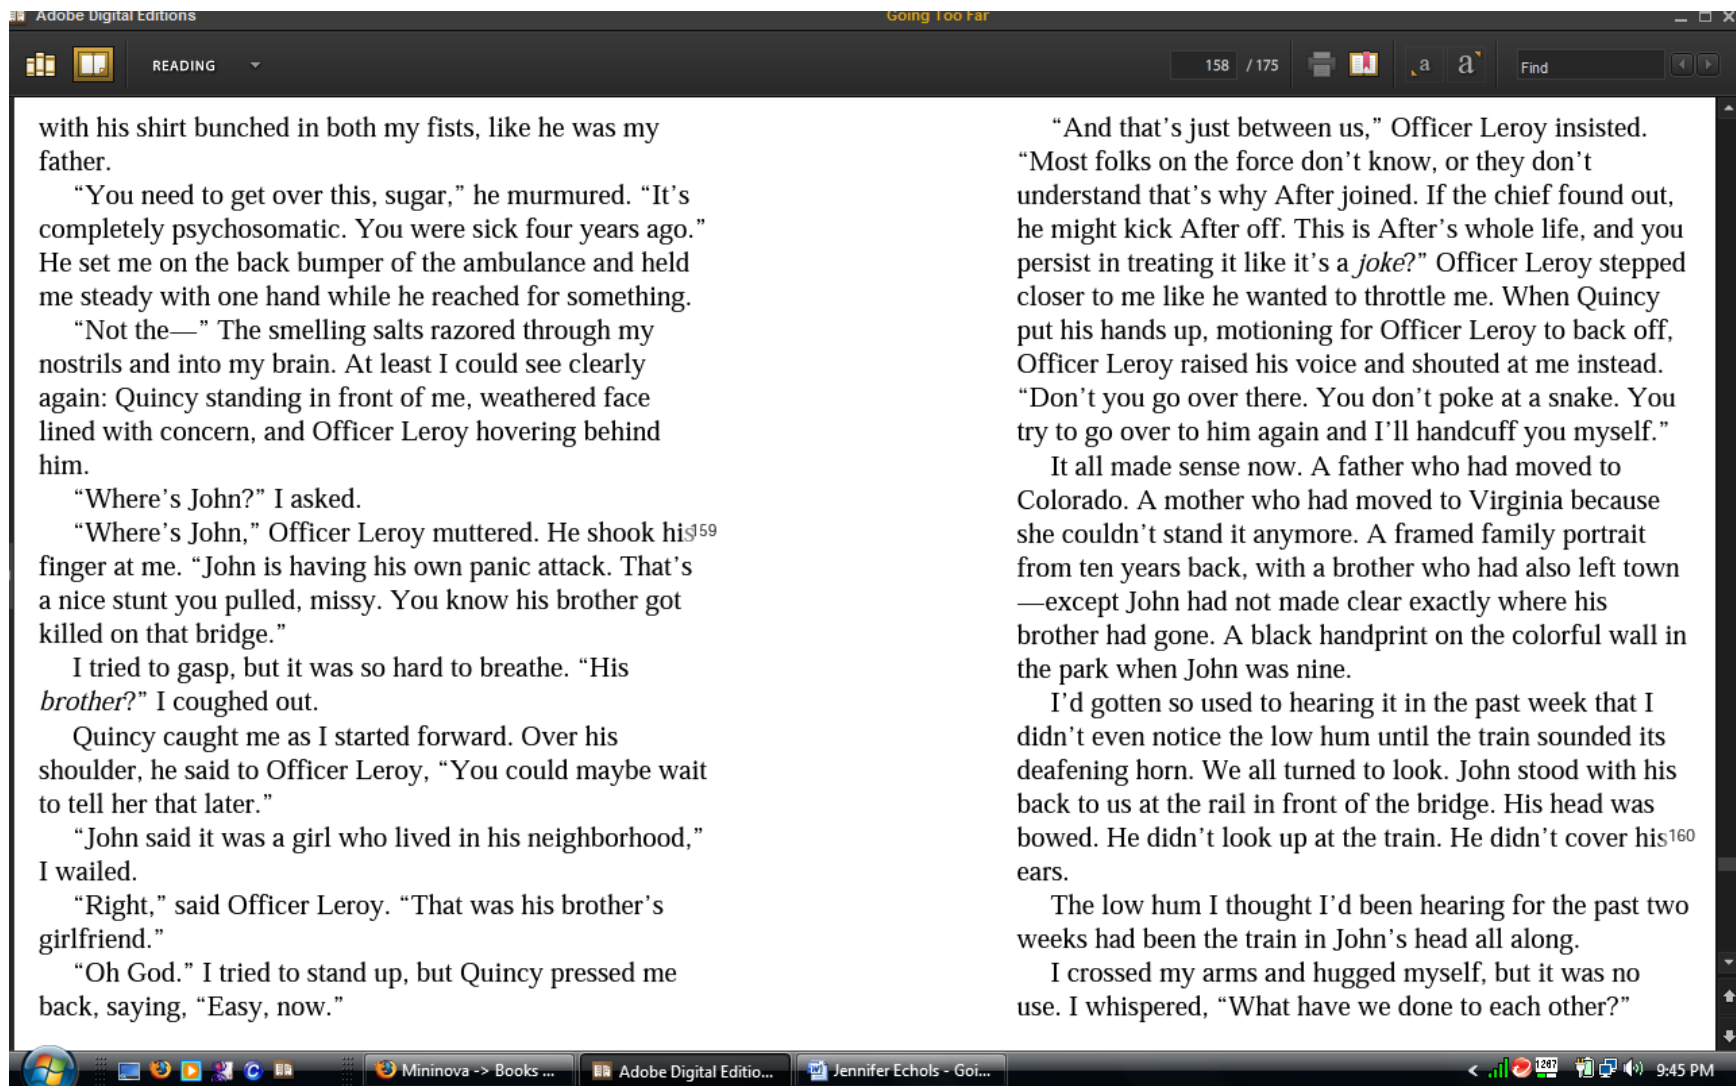 Adobe Digital Editions
Going Too Far
READING
158 / 175
a
a
Find
with his shirt bunched in both my fists, like he was my
father.
“You need to get over this, sugar,” he murmured. “It’s
completely psychosomatic. You were sick four years ago.”
He set me on the back bumper of the ambulance and held
me steady with one hand while he reached for something.
“Not the—” The smelling salts razored through my
nostrils and into my brain. At least I could see clearly
again: Quincy standing in front of me, weathered face
lined with concern, and Officer Leroy hovering behind
him.
“Where’s John?” I asked.
“Where’s John,” Officer Leroy muttered. He shook his 159
finger at me. “John is having his own panic attack. That’s
a nice stunt you pulled, missy. You know his brother got
killed on that bridge.”
I tried to gasp, but it was so hard to breathe. “His
brother?” I coughed out.
Quincy caught me as I started forward. Over his
shoulder, he said to Officer Leroy, “You could maybe wait
to tell her that later.”
“John said it was a girl who lived in his neighborhood,”
I wailed.
“Right,” said Officer Leroy. “That was his brother’s
girlfriend.”
“Oh God.” I tried to stand up, but Quincy pressed me
back, saying, “Easy, now.”
“And that’s just between us,” Officer Leroy insisted.
“Most folks on the force don’t know, or they don’t
understand that’s why After joined. If the chief found out,
he might kick After off. This is After’s whole life, and you
persist in treating it like it’s a joke?” Officer Leroy stepped
closer to me like he wanted to throttle me. When Quincy
put his hands up, motioning for Officer Leroy to back off,
Officer Leroy raised his voice and shouted at me instead.
“Don’t you go over there. You don’t poke at a snake. You
try to go over to him again and I’ll handcuff you myself.”
It all made sense now. A father who had moved to
Colorado. A mother who had moved to Virginia because
she couldn’t stand it anymore. A framed family portrait
from ten years back, with a brother who had also left town
—except John had not made clear exactly where his
brother had gone. A black handprint on the colorful wall in
the park when John was nine.
I’d gotten so used to hearing it in the past week that I
didn’t even notice the low hum until the train sounded its
deafening horn. We all turned to look. John stood with his
back to us at the rail in front of the bridge. His head was
bowed. He didn’t look up at the train. He didn’t cover his 160
ears.
The low hum I thought I’d been hearing for the past two
weeks had been the train in John’s head all along.
I crossed my arms and hugged myself, but it was no
use. I whispered, “What have we done to each other?”
Mininova -> Books ...
Adobe Digital Editio...
Jennifer Echols - Goi...
9:45 PM